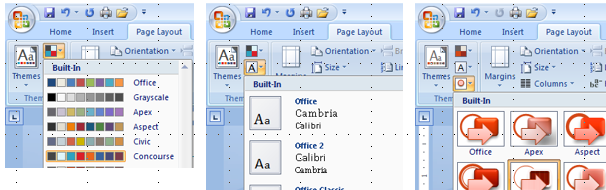 Home Insert Page Layout
Themes
Orientation
Built-In
Office
Grayscale
Apex
Aspect
Civic
Concourse
Home Insert Page Layout
Themes
A
Orientation
Size
Built-In
Aa
Office
Cambria
Calibri
Aa
Office 2
Calibri
Cambria
Office Classic
Home Insert Page Layout
Themes
A
Margins
Orientation
Size
Columns
Built-In
Office Apex Aspect